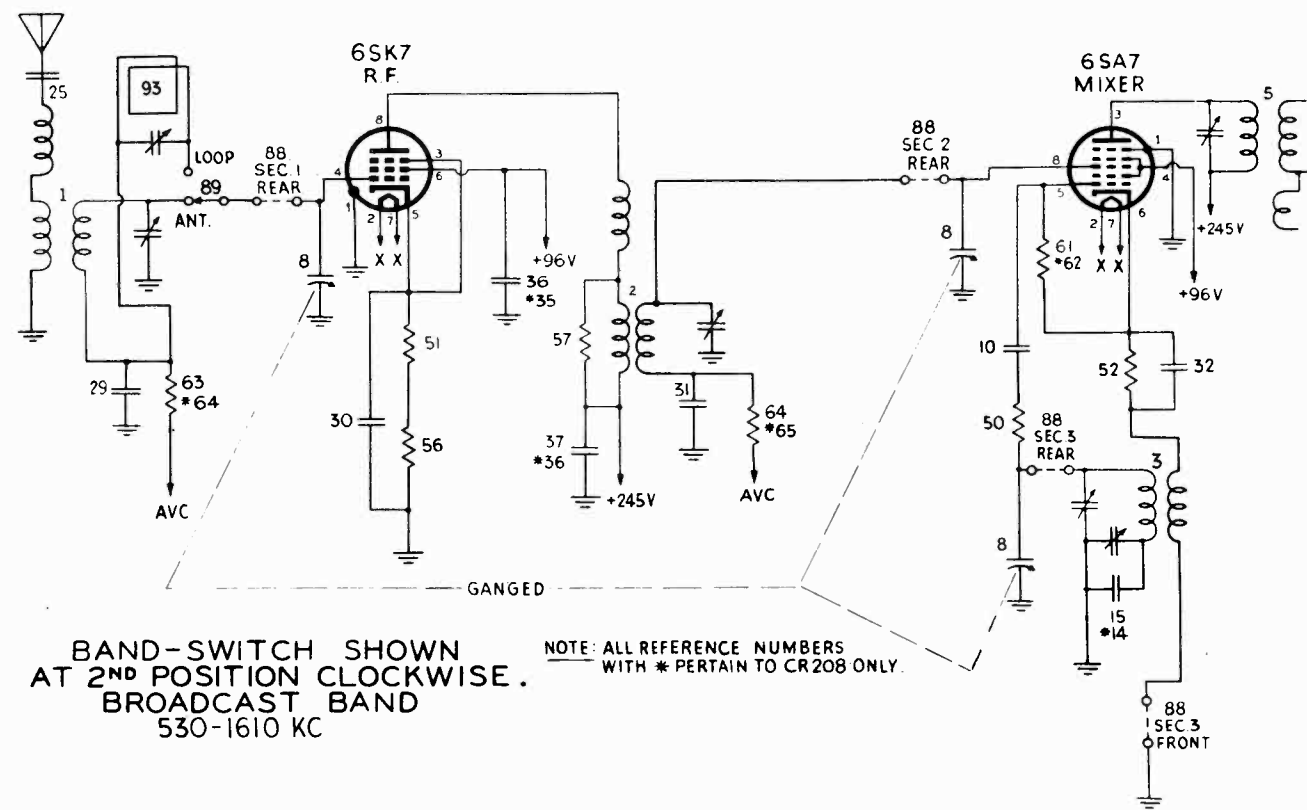 6SK7
R.F.
6SA7
MIXER
25
93
LOOP
88
SEC. 1
REAR
89
ANT.
1
8
4
3
6
1
2
7
5
X X
8
+96V
36
*35
51
30
56
29
63
*64
AVC
2
57
37
*36
+245V
31
64
*65
AVC
88
SEC 2
REAR
8
3
1
8
5
4
2
7
6
X X
61
*62
5
+245V
+96V
10
50
52
32
88
SEC.3
REAR
3
8
15
*14
88
SEC.3
FRONT
GANGED
BAND-SWITCH SHOWN
AT 2ND POSITION CLOCKWISE.
BROADCAST BAND
530-1610 KC
NOTE: ALL REFERENCE NUMBERS
WITH * PERTAIN TO CR208 ONLY.